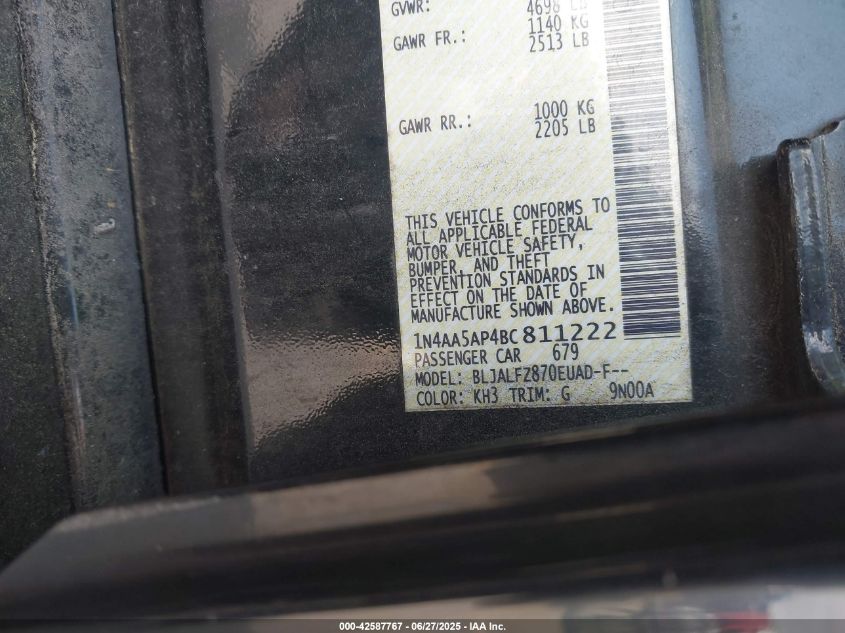 GVWR: 4698 LB
GAWR FR.: 1140 KG
2513 LB
GAWR RR.: 1000 KG
2205 LB
THIS VEHICLE CONFORMS TO
ALL APPLICABLE FEDERAL
MOTOR VEHICLE SAFETY,
BUMPER, AND THEFT
PREVENTION STANDARDS IN
EFFECT ON THE DATE OF
MANUFACTURE SHOWN ABOVE.
1N4AA5AP4BC811222
PASSENGER CAR 679
MODEL: BLJALFZ870EUAD-F--
COLOR: KH3 TRIM: G 9N00A
000-42587767 / 06/27/2025 / IAA Inc.